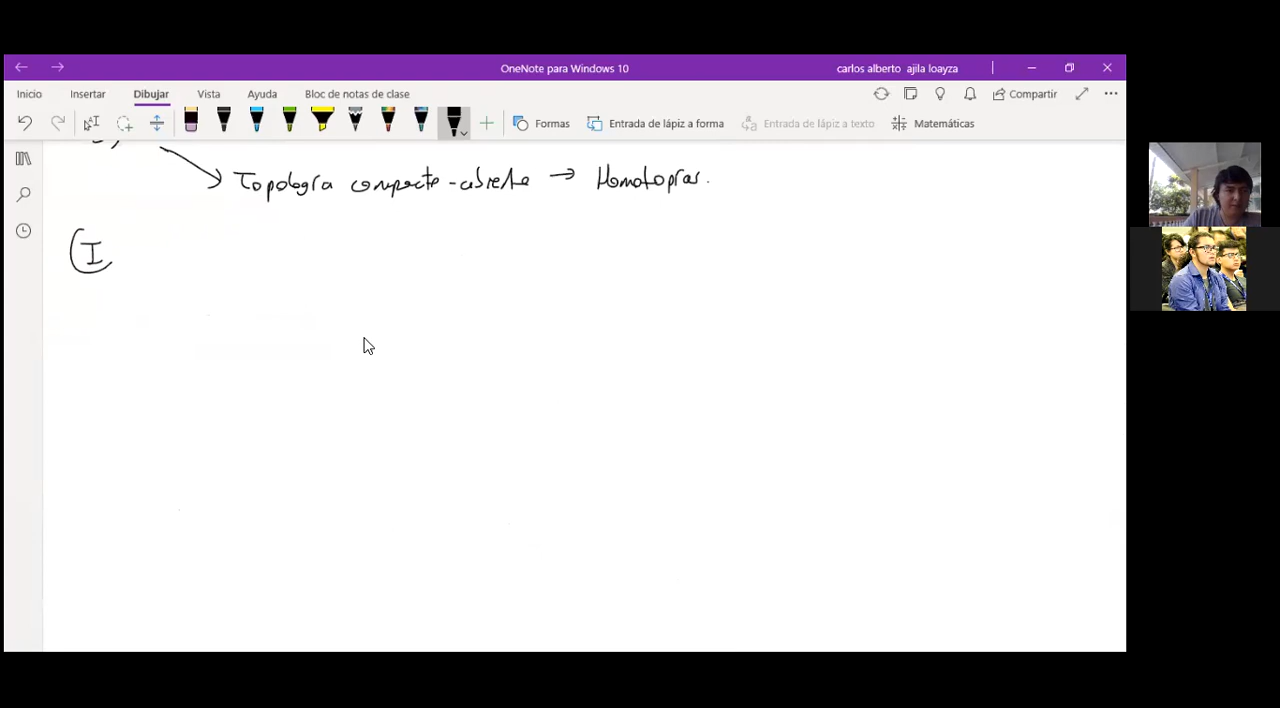 OneNote para Windows 10
carlos alberto ajila loayza
Inicio Insertar Dibujar Vista Ayuda Bloc de notas de clase
Compartir
Formas Entrada de lápiz a forma Entrada de lápiz a texto Matemáticas
Topología compacto-abierta → Homotopías.
(I